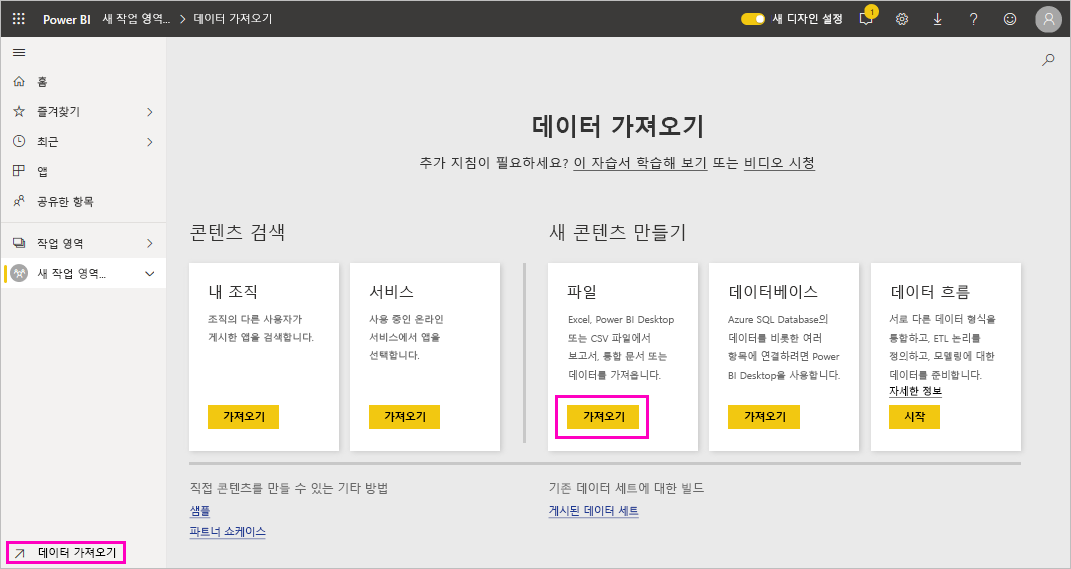 Power BI 새 작업 영역... > 데이터 가져오기
새 디자인 설정
1
홈
즐겨찾기
최근
앱
공유한 항목
작업 영역
새 작업 영역...
데이터 가져오기
데이터 가져오기
추가 지침이 필요하세요? 이 자습서 학습해 보기 또는 비디오 시청
콘텐츠 검색
내 조직
조직의 다른 사용자가
게시한 앱을 검색합니다.
가져오기
서비스
사용 중인 온라인
서비스에서 앱을
선택합니다.
가져오기
새 콘텐츠 만들기
파일
Excel, Power BI Desktop
또는 CSV 파일에서
보고서, 통합 문서 또는
데이터를 가져옵니다.
가져오기
데이터베이스
Azure SQL Database의
데이터를 비롯한 여러
항목에 연결하려면 Power
BI Desktop을 사용합니다.
가져오기
데이터 흐름
서로 다른 데이터 형식을
통합하고, ETL 논리를
정의하고, 모델링에 대한
데이터를 준비합니다.
자세한 정보
시작
직접 콘텐츠를 만들 수 있는 기타 방법
샘플
파트너 쇼케이스
기존 데이터 세트에 대한 빌드
게시된 데이터 세트